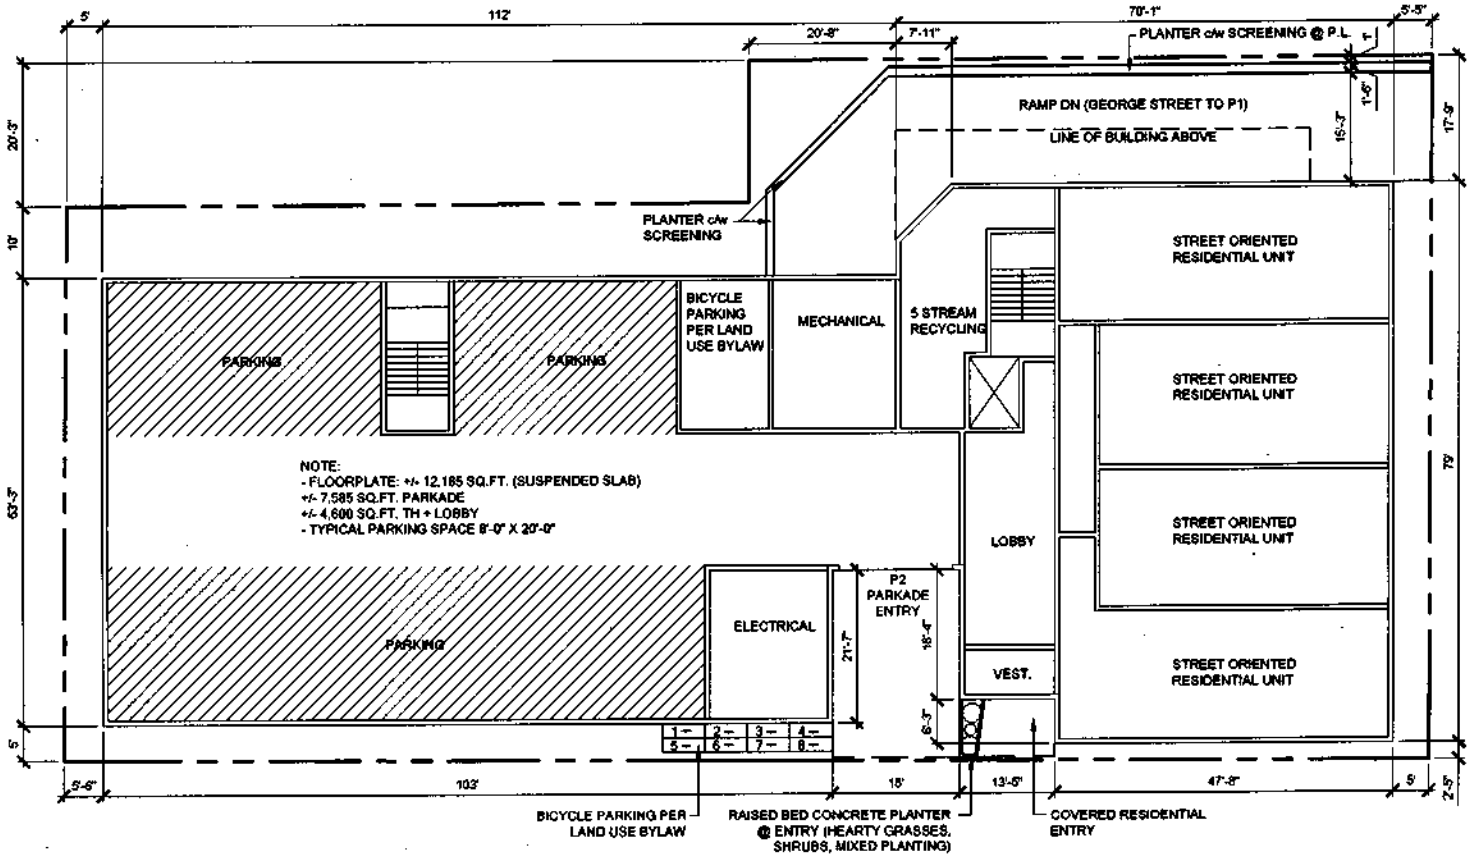 5'
112'
70'-1"
5'-5"
20'-8"
7'-11"
PLANTER c/w SCREENING @ P.L.
1'
1'-6"
20'-3"
RAMP DN (GEORGE STREET TO P1)
LINE OF BUILDING ABOVE
15'-3"
17'-9"
PLANTER c/w
SCREENING
10'
STREET ORIENTED
RESIDENTIAL UNIT
BICYCLE
PARKING
PER LAND
USE BYLAW
MECHANICAL
5 STREAM
RECYCLING
PARKING
PARKING
STREET ORIENTED
RESIDENTIAL UNIT
NOTE:
- FLOORPLATE: +/- 12,185 SQ.FT. (SUSPENDED SLAB)
+/- 7,585 SQ.FT. PARKADE
+/- 4,600 SQ.FT. TH + LOBBY
- TYPICAL PARKING SPACE 8'-0" X 20'-0"
63'-3"
79'
LOBBY
STREET ORIENTED
RESIDENTIAL UNIT
P2
PARKADE
ENTRY
ELECTRICAL
21'-7"
18'-4"
PARKING
VEST.
STREET ORIENTED
RESIDENTIAL UNIT
6'-3"
1 2 3 4
5 6 7 8
5'
5'-6"
103'
18'
13'-5"
47'-8"
5'
2'-5"
BICYCLE PARKING PER
LAND USE BYLAW
RAISED BED CONCRETE PLANTER
@ ENTRY (HEARTY GRASSES,
SHRUBS, MIXED PLANTING)
COVERED RESIDENTIAL
ENTRY